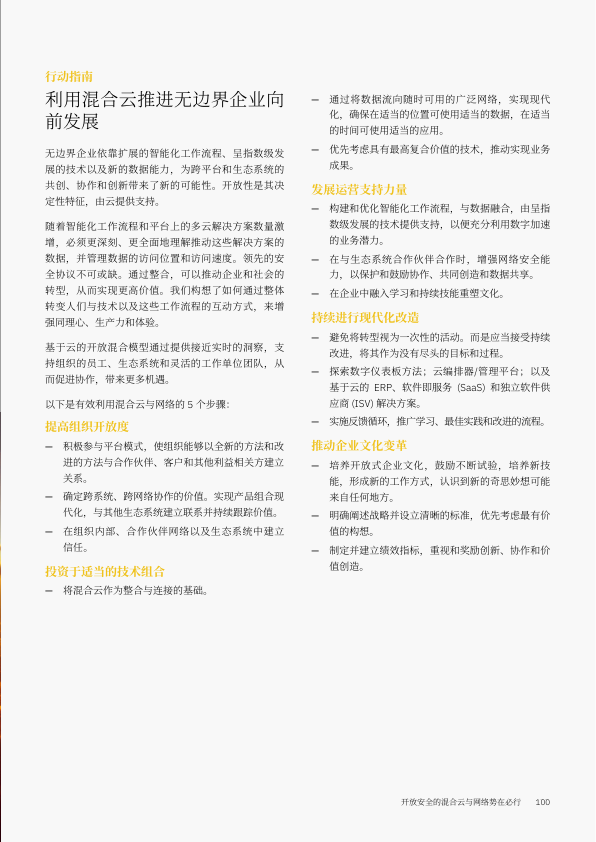 行动指南
利用混合云推进无边界企业向
前发展
无边界企业依靠扩展的智能化工作流程、呈指数级发
展的技术以及新的数据能力，为跨平台和生态系统的
共创、协作和创新带来了新的可能性。开放性是其决
定性特征，由云提供支持。
随着智能化工作流程和平台上的多云解决方案数量激
增，必须更深刻、更全面地理解推动这些解决方案的
数据，并管理数据的访问位置和访问速度。领先的安
全协议不可或缺。通过整合，可以推动企业和社会的
转型，从而实现更高价值。我们构想了如何通过整体
转变人们与技术以及这些工作流程的互动方式，来增
强同理心、生产力和体验。
基于云的开放混合模型通过提供接近实时的洞察，支
持组织的员工、生态系统和灵活的工作单位团队，从
而促进协作，带来更多机遇。
以下是有效利用混合云与网络的 5 个步骤：
提高组织开放度
— 积极参与平台模式，使组织能够以全新的方法和改
进的方法与合作伙伴、客户和其他利益相关方建立
关系。
— 确定跨系统、跨网络协作的价值。实现产品组合现
代化，与其他生态系统建立联系并持续跟踪价值。
— 在组织内部、合作伙伴网络以及生态系统中建立
信任。
投资于适当的技术组合
— 将混合云作为整合与连接的基础。
— 通过将数据流向随时可用的广泛网络，实现现代
化，确保在适当的位置可使用适当的数据，在适当
的时间可使用适当的应用。
— 优先考虑具有最高复合价值的技术，推动实现业务
成果。
发展运营支持力量
— 构建和优化智能化工作流程，与数据融合，由呈指
数级发展的技术提供支持，以便充分利用数字加速
的业务潜力。
— 在与生态系统合作伙伴合作时，增强网络安全能
力，以保护和鼓励协作、共同创造和数据共享。
— 在企业中融入学习和持续技能重塑文化。
持续进行现代化改造
— 避免将转型视为一次性的活动。而是应当接受持续
改进，将其作为没有尽头的目标和过程。
— 探索数字仪表板方法；云编排器/管理平台；以及
基于云的 ERP、软件即服务 (SaaS) 和独立软件供
应商 (ISV) 解决方案。
— 实施反馈循环，推广学习、最佳实践和改进的流程。
推动企业文化变革
— 培养开放式企业文化，鼓励不断试验，培养新技
能，形成新的工作方式，认识到新的奇思妙想可能
来自任何地方。
— 明确阐述战略并设立清晰的标准，优先考虑最有价
值的构想。
— 制定并建立绩效指标，重视和奖励创新、协作和价
值创造。
开放安全的混合云与网络势在必行 100